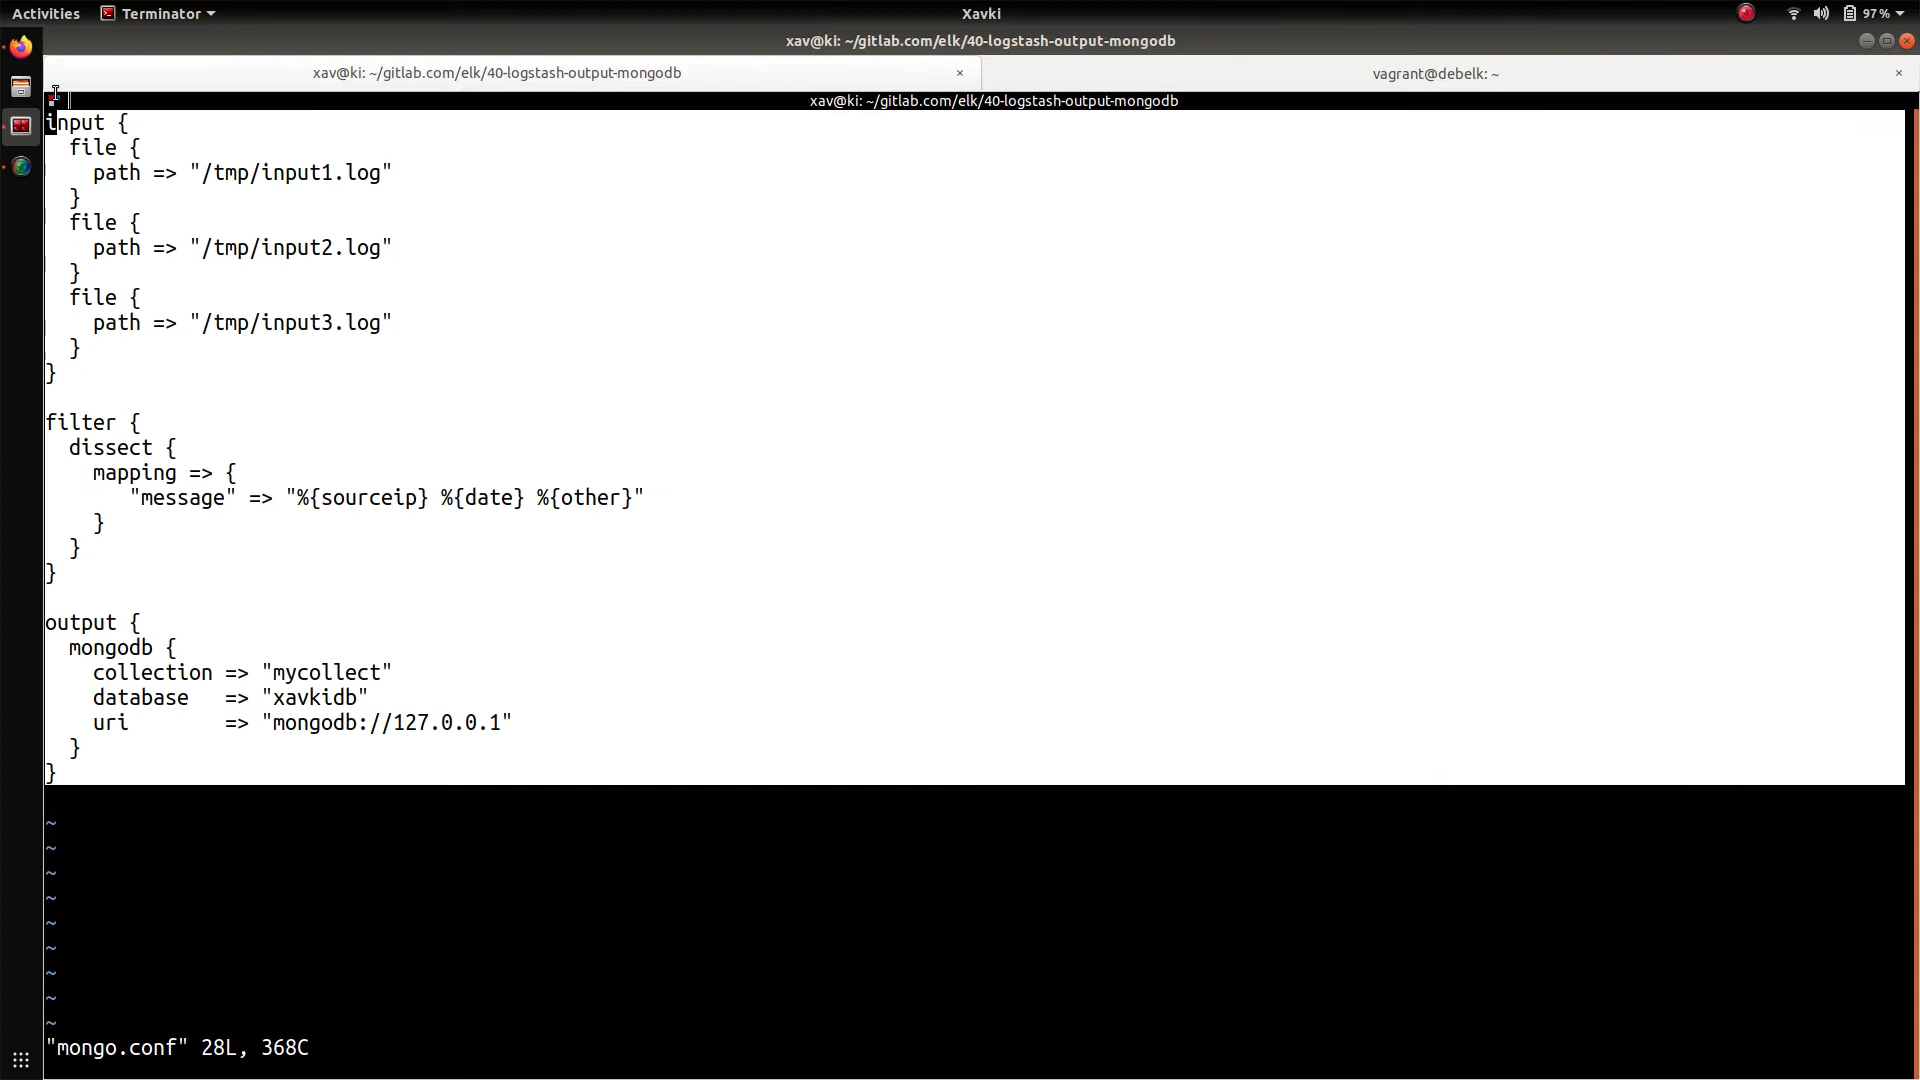 Activities Terminator Xavki 97%
xav@ki: ~/gitlab.com/elk/40-logstash-output-mongodb
xav@ki: ~/gitlab.com/elk/40-logstash-output-mongodb × vagrant@debelk: ~ ×
xav@ki: ~/gitlab.com/elk/40-logstash-output-mongodb
input {
  file {
    path => "/tmp/input1.log"
  }
  file {
    path => "/tmp/input2.log"
  }
  file {
    path => "/tmp/input3.log"
  }
}
filter {
  dissect {
    mapping => {
       "message" => "%{sourceip} %{date} %{other}"
    }
  }
}
output {
  mongodb {
    collection => "mycollect"
    database   => "xavkidb"
    uri        => "mongodb://127.0.0.1"
  }
}
~
~
~
~
~
~
~
~
~
"mongo.conf" 28L, 368C